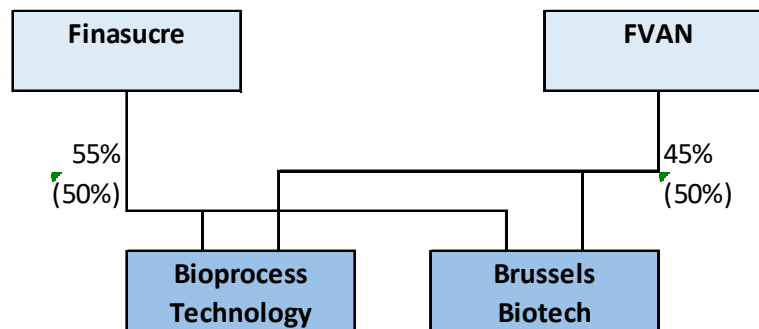 Finasucre
FVAN
55%
45%
(50%)
(50%)
Bioprocess
Technology
Brussels
Biotech